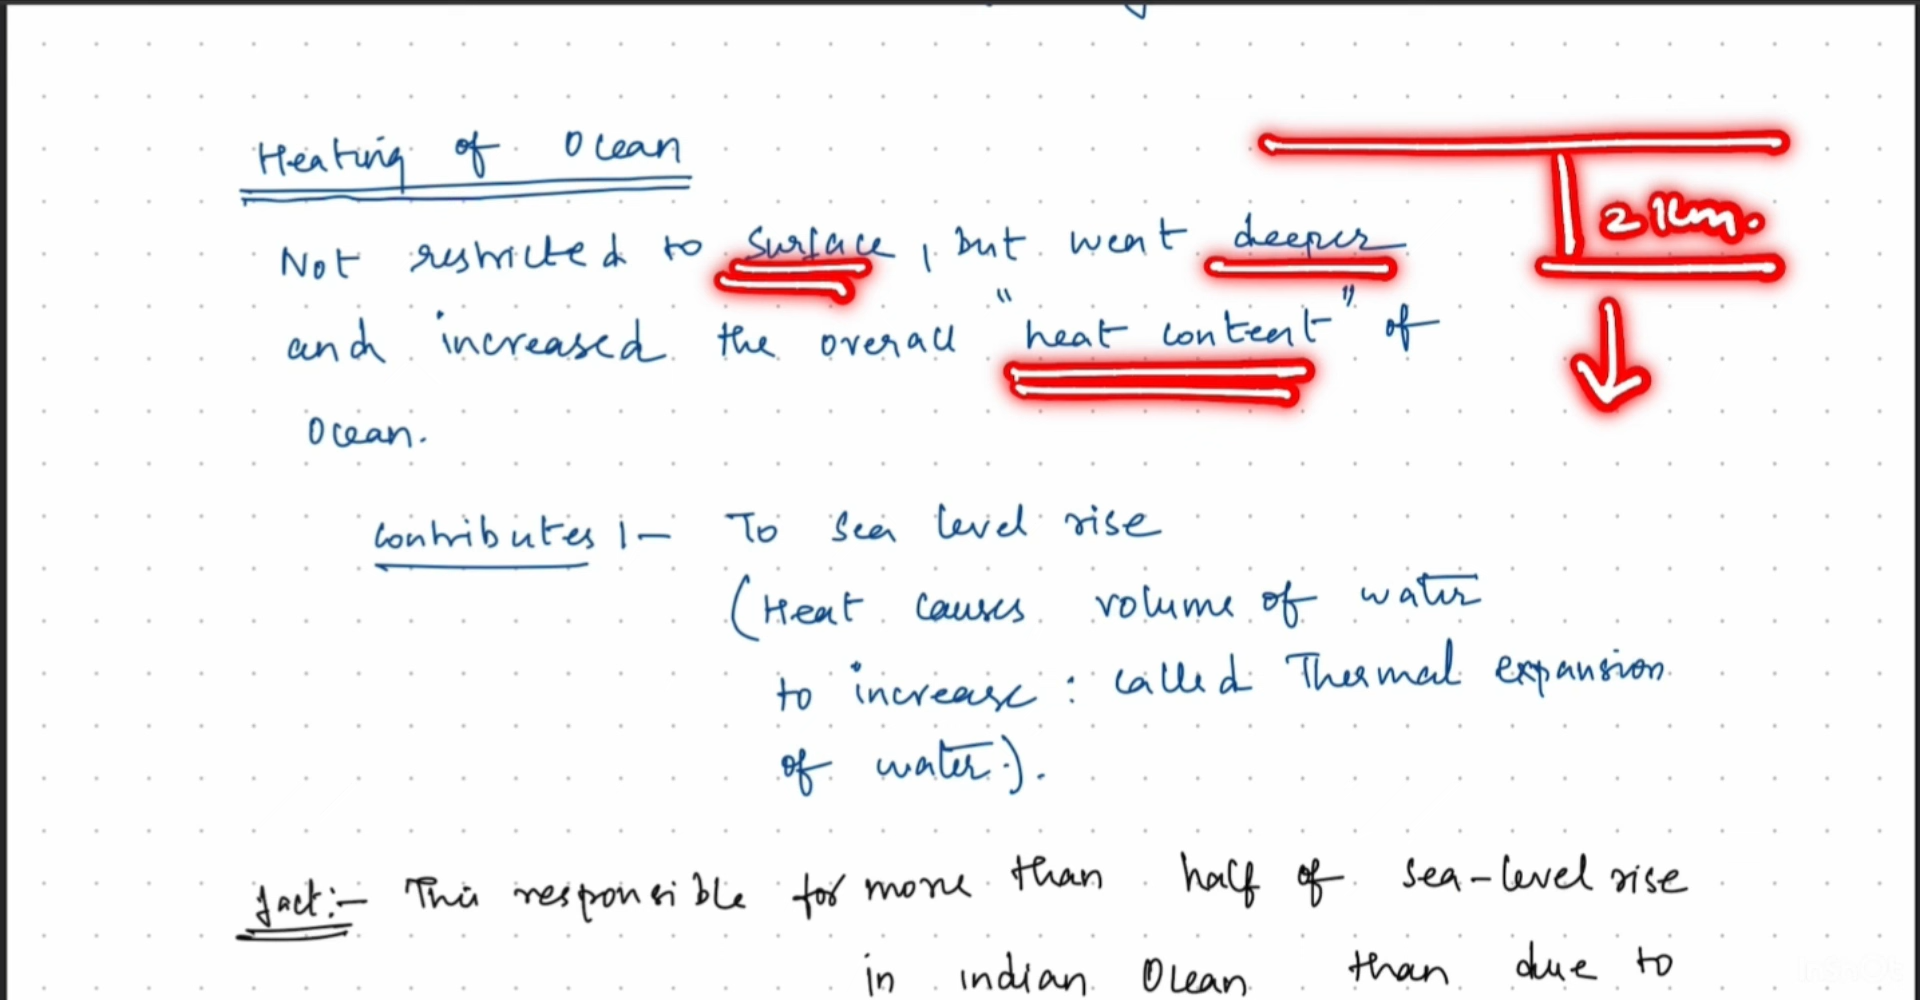 Heating of Ocean
Not restricted to surface, but went deeper
and increased the overall "heat content" of
Ocean.
2 km.
Contributes :- To sea level rise
(Heat causes volume of water
to increase : called Thermal expansion
of water.).
fact:- This responsible for more than half of sea-level rise
in indian Ocean than due to